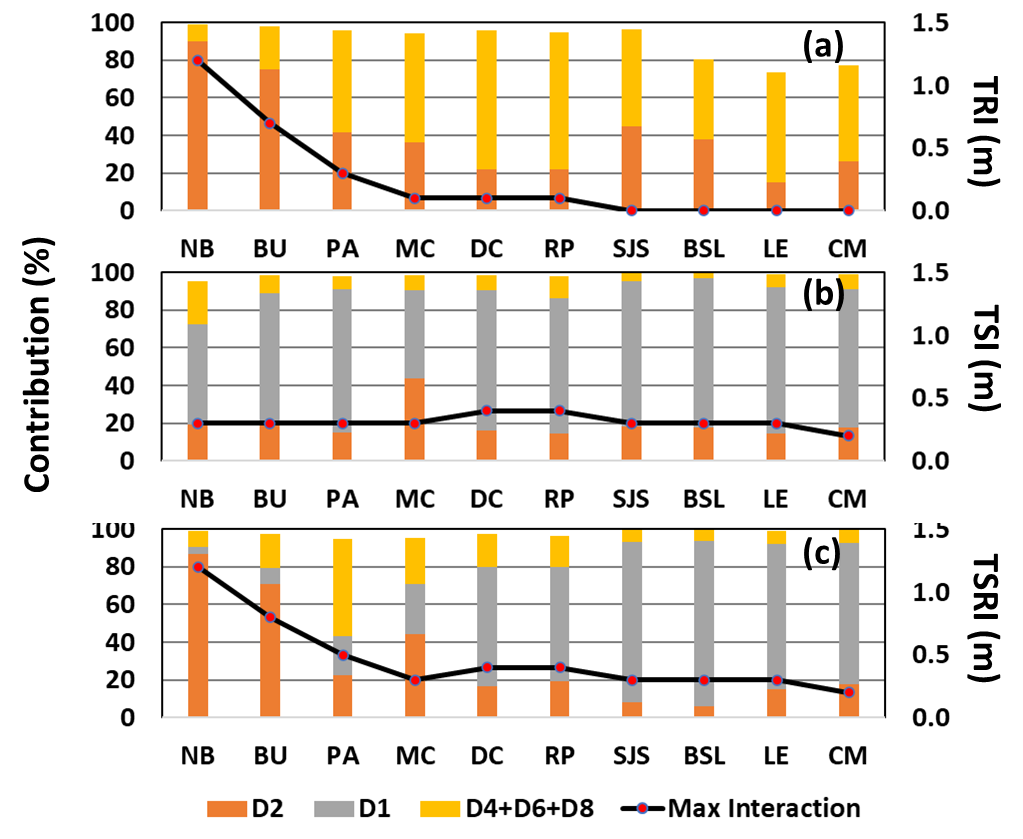 100 1.5
(a)
80
60 1.0
40 0.5
20
0 0.0
TRI (m)
NB BU PA MC DC RP SJS BSL LE CM
Contribution (%)
100 1.5
(b)
80
60 1.0
40 0.5
20
0 0.0
TSI (m)
NB BU PA MC DC RP SJS BSL LE CM
100 1.5
(c)
80
60 1.0
40 0.5
20
0 0.0
TSRI (m)
NB BU PA MC DC RP SJS BSL LE CM
D2 D1 D4+D6+D8 Max Interaction